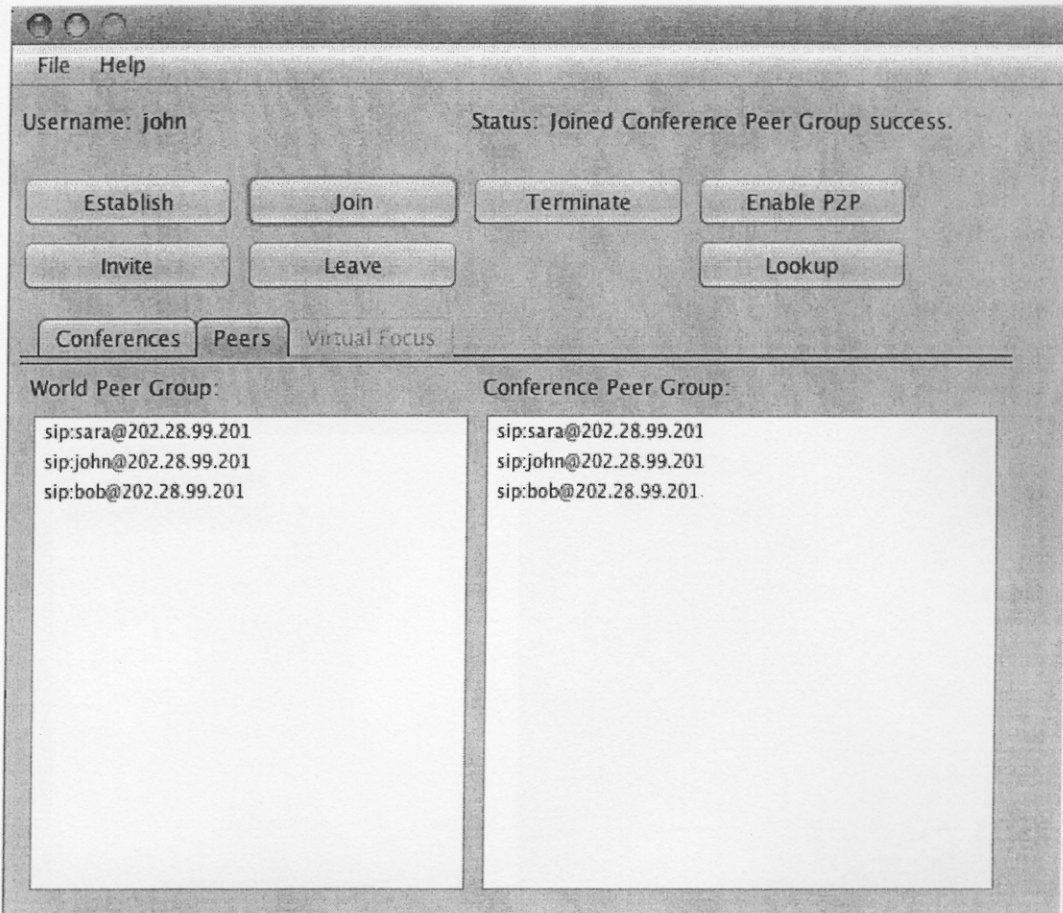 File Help
Username: john Status: Joined Conference Peer Group success.
Establish Join Terminate Enable P2P
Invite Leave Lookup
Conferences Peers Virtual Focus
World Peer Group: Conference Peer Group:
sip:sara@202.28.99.201 sip:sara@202.28.99.201
sip:john@202.28.99.201 sip:john@202.28.99.201
sip:bob@202.28.99.201 sip:bob@202.28.99.201